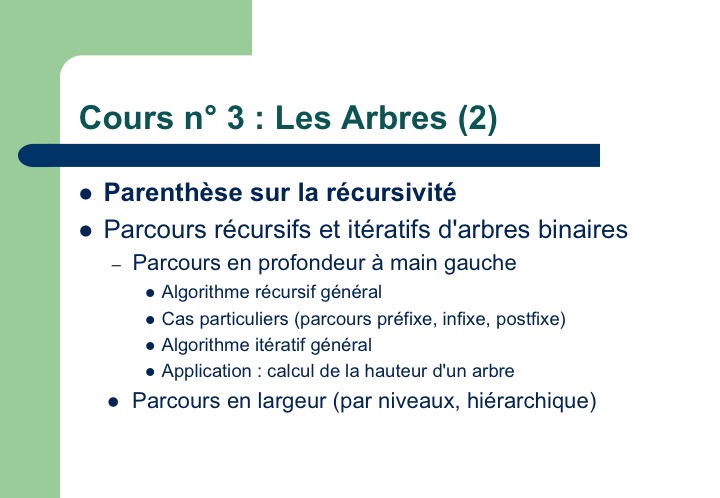 Cours n° 3 : Les Arbres (2)
● Parenthèse sur la récursivité
● Parcours récursifs et itératifs d'arbres binaires
– Parcours en profondeur à main gauche
● Algorithme récursif général
● Cas particuliers (parcours préfixe, infixe, postfixe)
● Algorithme itératif général
● Application : calcul de la hauteur d'un arbre
● Parcours en largeur (par niveaux, hiérarchique)